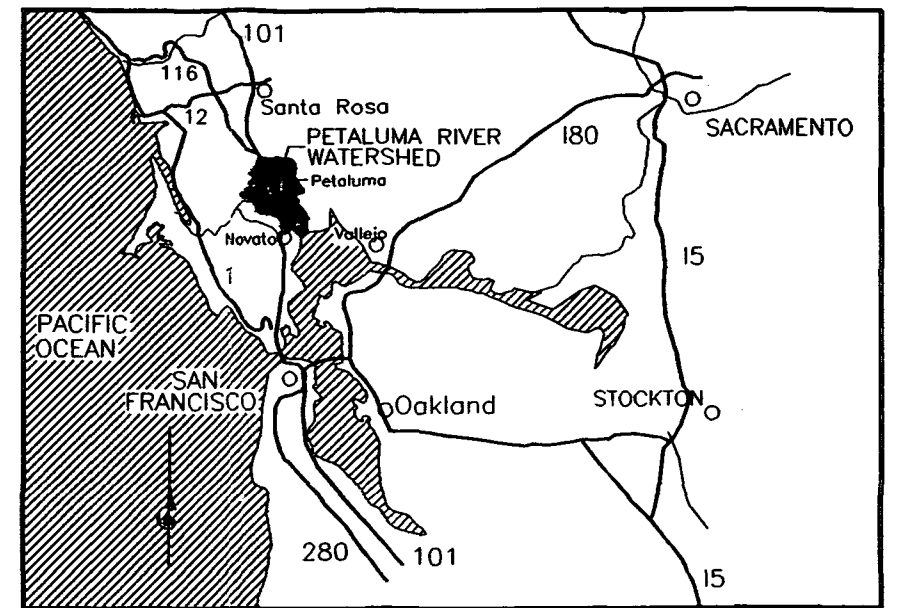 101
116
Santa Rosa
12
PETALUMA RIVER
WATERSHED
Petaluma
180
SACRAMENTO
Novato
Vallejo
15
1
PACIFIC
OCEAN
SAN
FRANCISCO
Oakland
STOCKTON
280
101
15